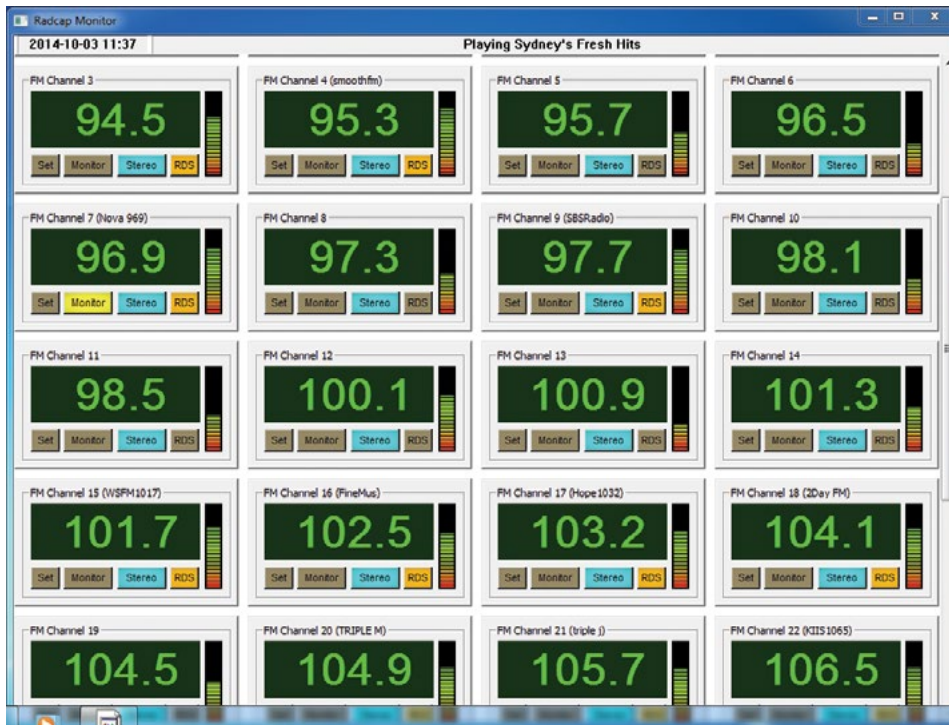 Radcap Monitor
2014-10-03 11:37 Playing Sydney's Fresh Hits
FM Channel 3 FM Channel 4 (smoothfm) FM Channel 5 FM Channel 6
94.5 95.3 95.7 96.5
Set Monitor Stereo RDS Set Monitor Stereo RDS Set Monitor Stereo RDS Set Monitor Stereo RDS
FM Channel 7 (Nova 969) FM Channel 8 FM Channel 9 (SBSRadio) FM Channel 10
96.9 97.3 97.7 98.1
Set Monitor Stereo RDS Set Monitor Stereo RDS Set Monitor Stereo RDS Set Monitor Stereo RDS
FM Channel 11 FM Channel 12 FM Channel 13 FM Channel 14
98.5 100.1 100.9 101.3
Set Monitor Stereo RDS Set Monitor Stereo RDS Set Monitor Stereo RDS Set Monitor Stereo RDS
FM Channel 15 (WSFM1017) FM Channel 16 (FineMus) FM Channel 17 (Hope1032) FM Channel 18 (2Day FM)
101.7 102.5 103.2 104.1
Set Monitor Stereo RDS Set Monitor Stereo RDS Set Monitor Stereo RDS Set Monitor Stereo RDS
FM Channel 19 FM Channel 20 (TRIPLE M) FM Channel 21 (triple j) FM Channel 22 (KIIS1065)
104.5 104.9 105.7 106.5